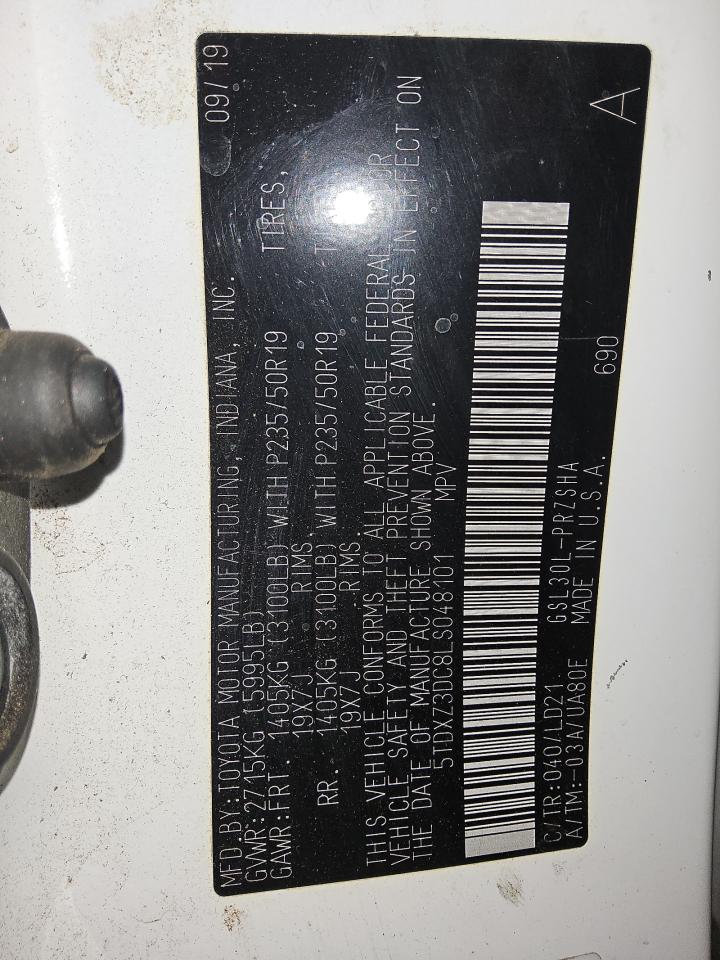 MFD.BY:TOYOTA MOTOR MANUFACTURING, INDIANA, INC. 09/19
GVWR:2715KG (5995LB)
GAWR:FRT. 1405KG (3100LB) WITH P235/50R19 TIRES,
19X7J RIMS.
RR. 1405KG (3100LB) WITH P235/50R19
19X7J RIMS.
THIS VEHICLE CONFORMS TO ALL APPLICABLE FEDERAL MOTOR
VEHICLE SAFETY AND THEFT PREVENTION STANDARDS IN EFFECT ON
THE DATE OF MANUFACTURE SHOWN ABOVE.
5TDXZ3DC8LS048101 MPV
C/TR:040/LD21 GSL30L-PRZSHA
A/TM:-03A/UA80E MADE IN U.S.A. 690 A